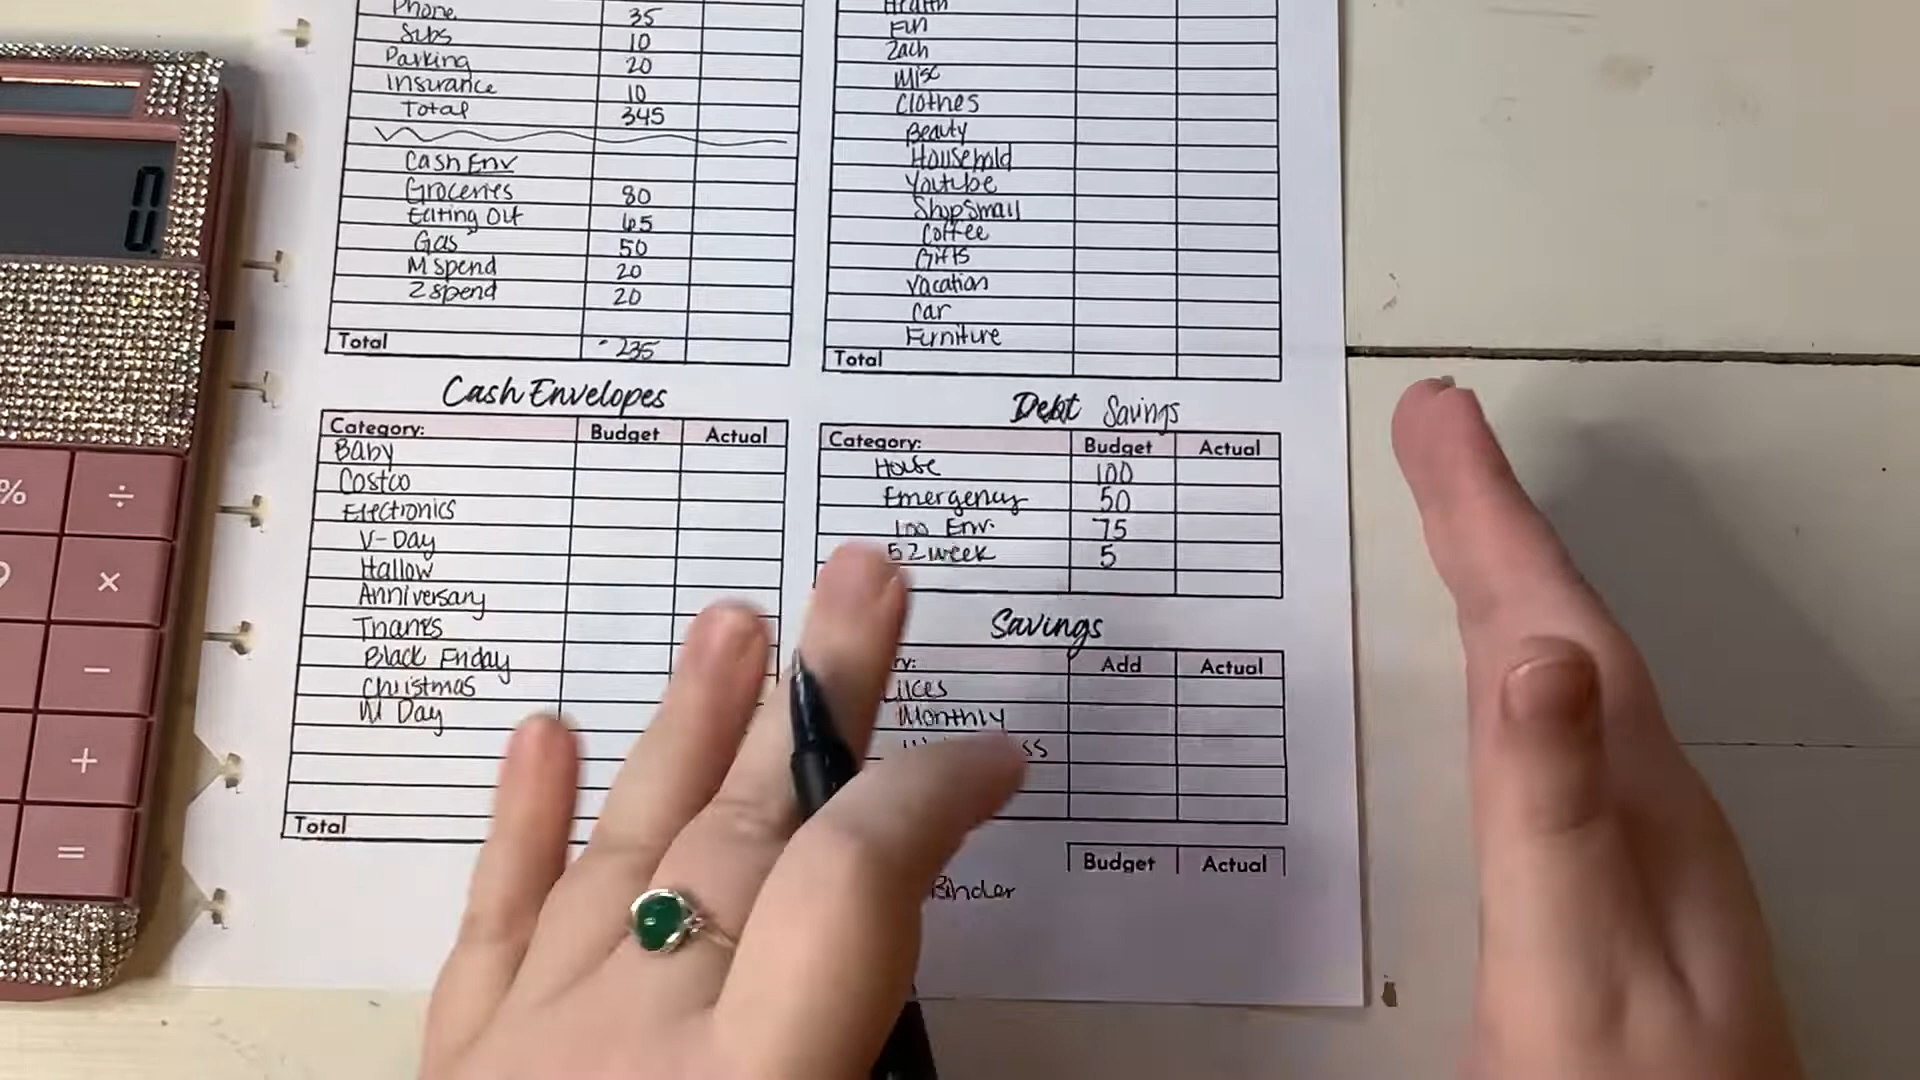 Phone 35
Subs 10
Parking 20
Insurance 10
Total 345
Cash Env
Groceries 80
Eating Out 65
Gas 50
M spend 20
Z spend 20
Total 235
Health
Fun
Zach
Misc
Clothes
Beauty
Household
Youtube
Shop Small
Coffee
Gifts
Vacation
Car
Furniture
Total
Cash Envelopes
Category: Budget Actual
Baby
Costco
Electronics
V-Day
Hallow
Anniversary
Thanks
Black Friday
Christmas
M Day
Total
Debt Savings
Category: Budget Actual
House 100
Emergency 50
100 Env. 75
52 week 5
Savings
ry: Add Actual
Monthly
ss
Budget Actual
Binder
0.
%
÷
9
×
−
+
=